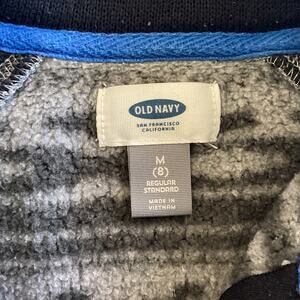 OLD NAVY
SAN FRANCISCO
CALIFORNIA
M
(8)
REGULAR
STANDARD
MADE IN
VIETNAM